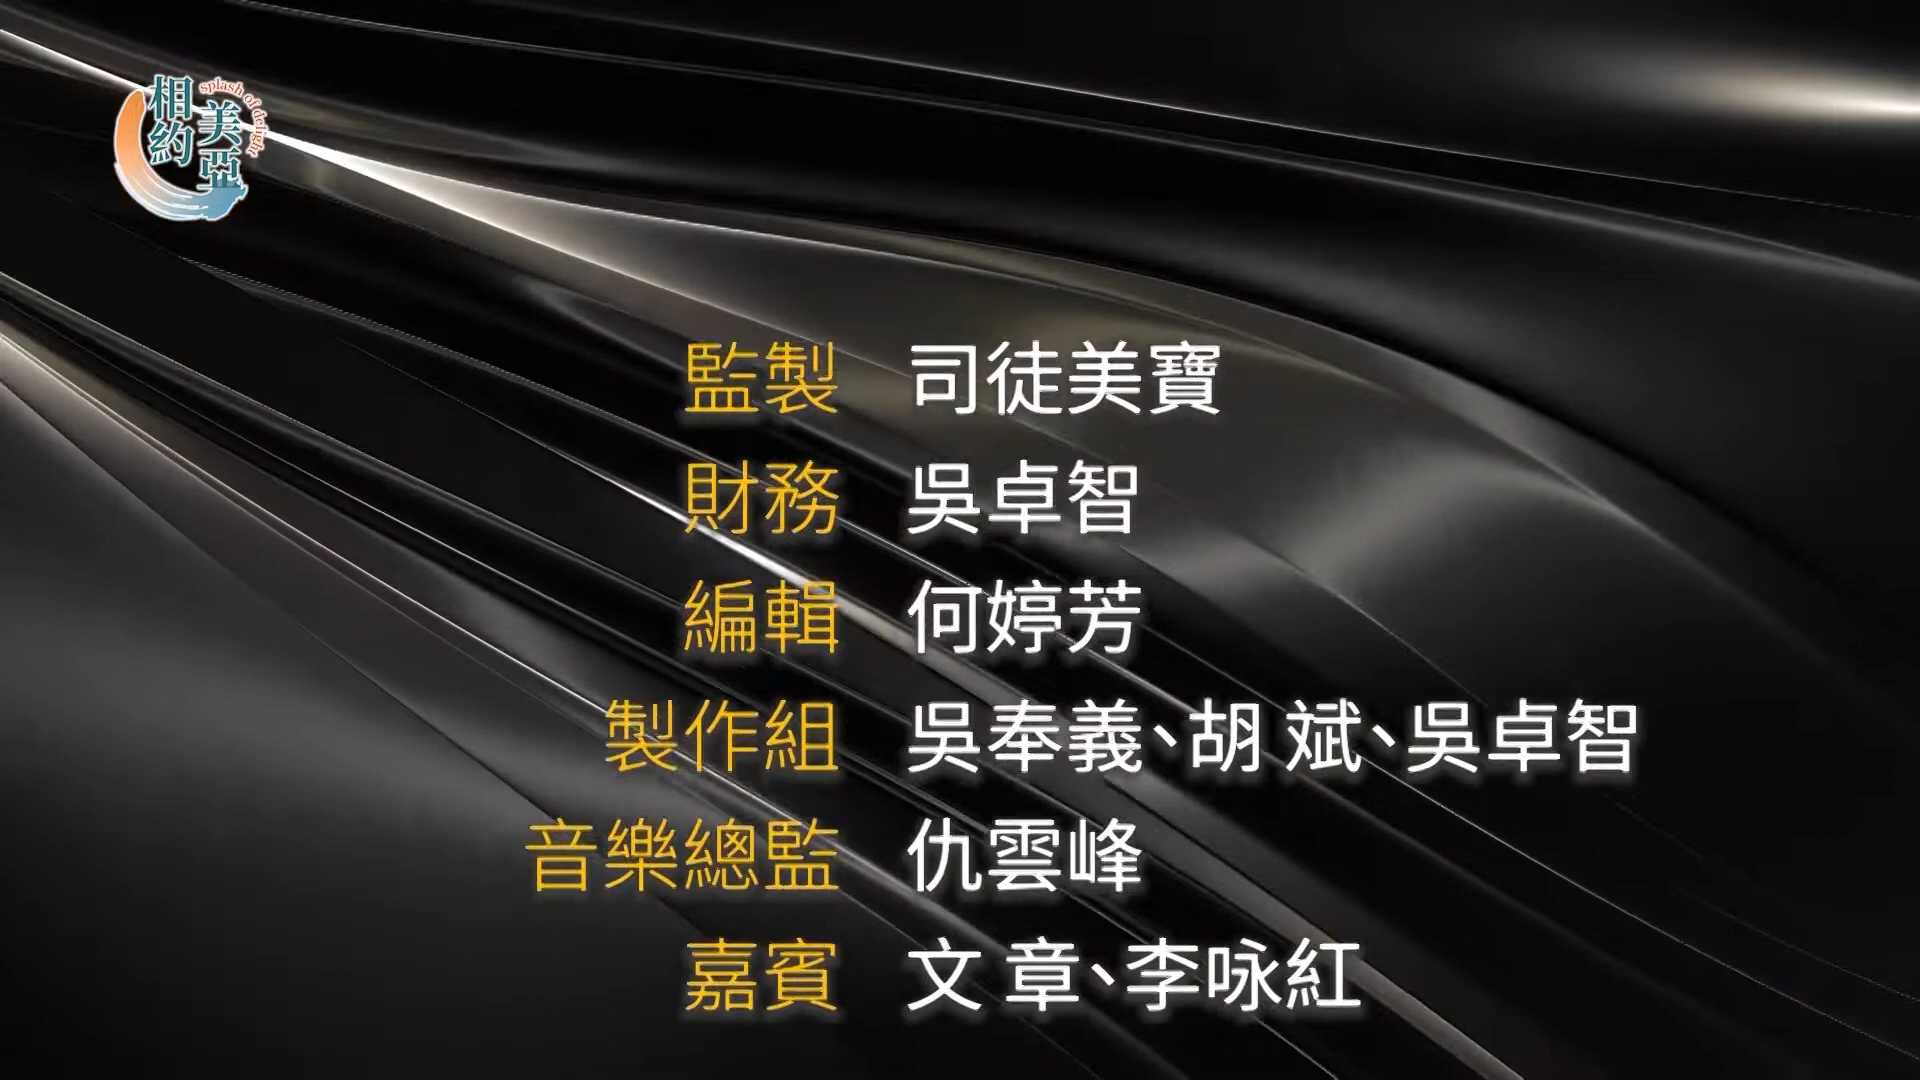 相約
美亞
splash of delight
監製 司徒美寶
財務 吳卓智
編輯 何婷芳
製作組 吳奉義、胡 斌、吳卓智
音樂總監 仇雲峰
嘉賓 文 章、李咏紅